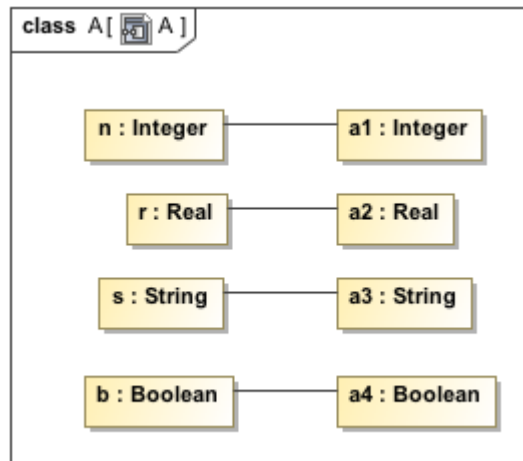 class A [ A ]
n : Integer a1 : Integer
r : Real a2 : Real
s : String a3 : String
b : Boolean a4 : Boolean